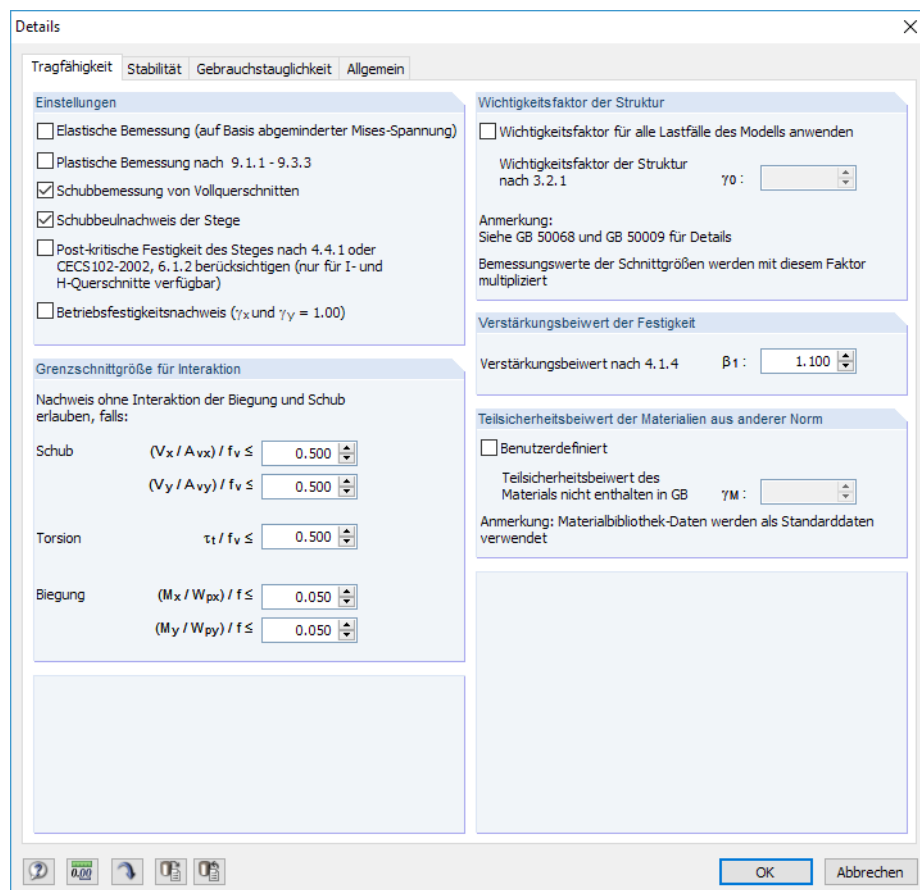 Details
Tragfähigkeit
Stabilität
Gebrauchstauglichkeit
Allgemein
Einstellungen
Elastische Bemessung (auf Basis abgeminderter Mises-Spannung)
Plastische Bemessung nach 9.1.1 - 9.3.3
Schubbemessung von Vollquerschnitten
Schubbeulnachweis der Stege
Post-kritische Festigkeit des Steges nach 4.4.1 oder
CECS102-2002, 6.1.2 berücksichtigen (nur für I- und
H-Querschnitte verfügbar)
Betriebsfestigkeitsnachweis (γx und γy = 1.00)
Grenzschnittgröße für Interaktion
Nachweis ohne Interaktion der Biegung und Schub
erlauben, falls:
Schub (Vx / Avx) / fv ≤ 0.500
(Vy / Avy) / fv ≤ 0.500
Torsion τt / fv ≤ 0.500
Biegung (Mx / Wpx) / f ≤ 0.050
(My / Wpy) / f ≤ 0.050
Wichtigkeitsfaktor der Struktur
Wichtigkeitsfaktor für alle Lastfälle des Modells anwenden
Wichtigkeitsfaktor der Struktur
nach 3.2.1 γ0 :
Anmerkung:
Siehe GB 50068 und GB 50009 für Details
Bemessungswerte der Schnittgrößen werden mit diesem Faktor
multipliziert
Verstärkungsbeiwert der Festigkeit
Verstärkungsbeiwert nach 4.1.4 β1 : 1.100
Teilsicherheitsbeiwert der Materialien aus anderer Norm
Benutzerdefiniert
Teilsicherheitsbeiwert des
Materials nicht enthalten in GB γM :
Anmerkung: Materialbibliothek-Daten werden als Standarddaten
verwendet
0.00
OK
Abbrechen